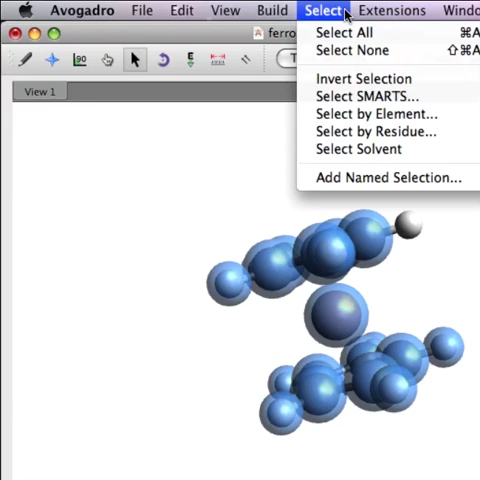 Avogadro File Edit View Build Select Extensions Windo
ferro
T
View 1
Select All ⌘A
Select None ⇧⌘A
Invert Selection
Select SMARTS...
Select by Element...
Select by Residue...
Select Solvent
Add Named Selection...
E